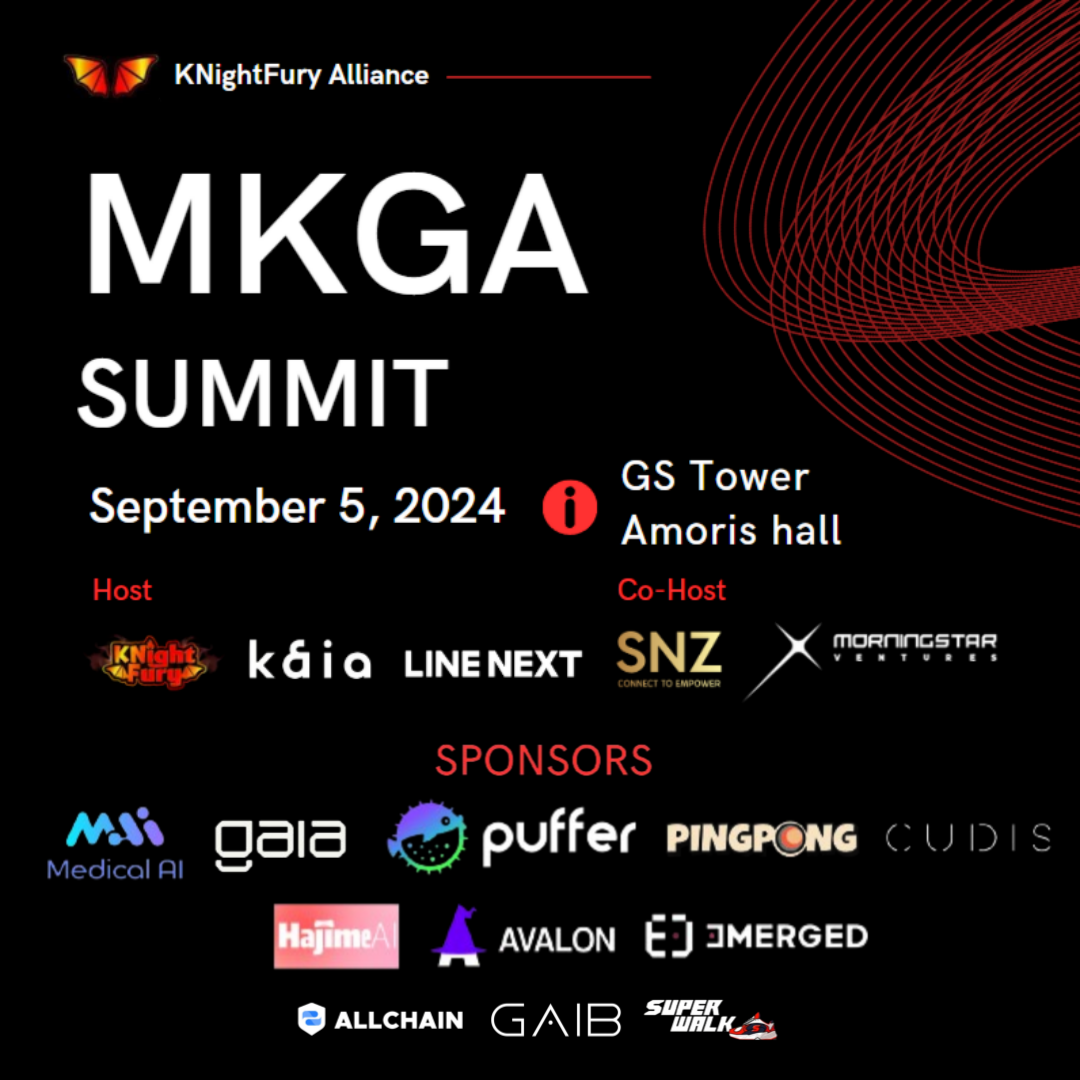 KNightFury Alliance
MKGA
SUMMIT
September 5, 2024
GS Tower
Amoris hall
Host
Co-Host
KNight
Fury
kaia
LINE NEXT
SNZ
CONNECT TO EMPOWER
MORNINGSTAR
VENTURES
SPONSORS
Medical AI
gaia
puffer
PINGPONG
CUDIS
HajimeAI
AVALON
EMERGED
ALLCHAIN
GAIB
SUPER
WALK